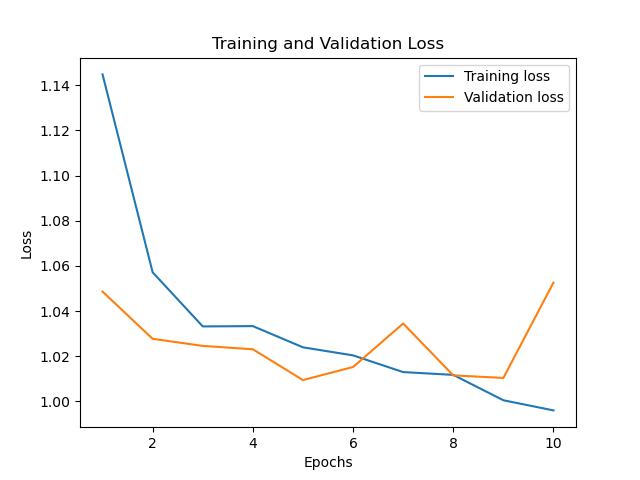 Training and Validation Loss
Training loss
Validation loss
1.14
1.12
1.10
1.08
1.06
1.04
1.02
1.00
Loss
2 4 6 8 10
Epochs